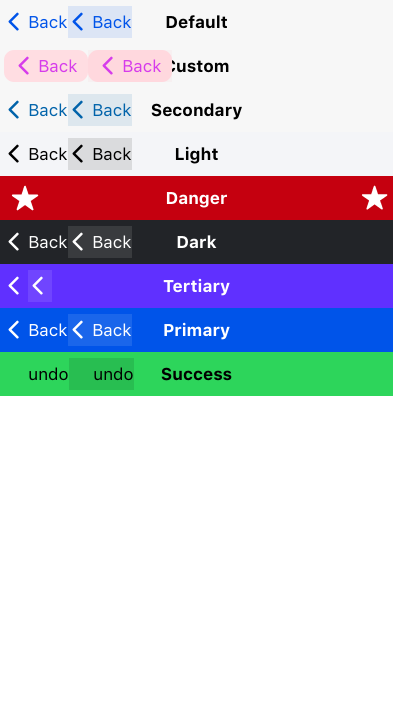 Back Back Default
Back Back Custom
Back Back Secondary
Back Back Light
Danger
Back Back Dark
Tertiary
Back Back Primary
undo undo Success